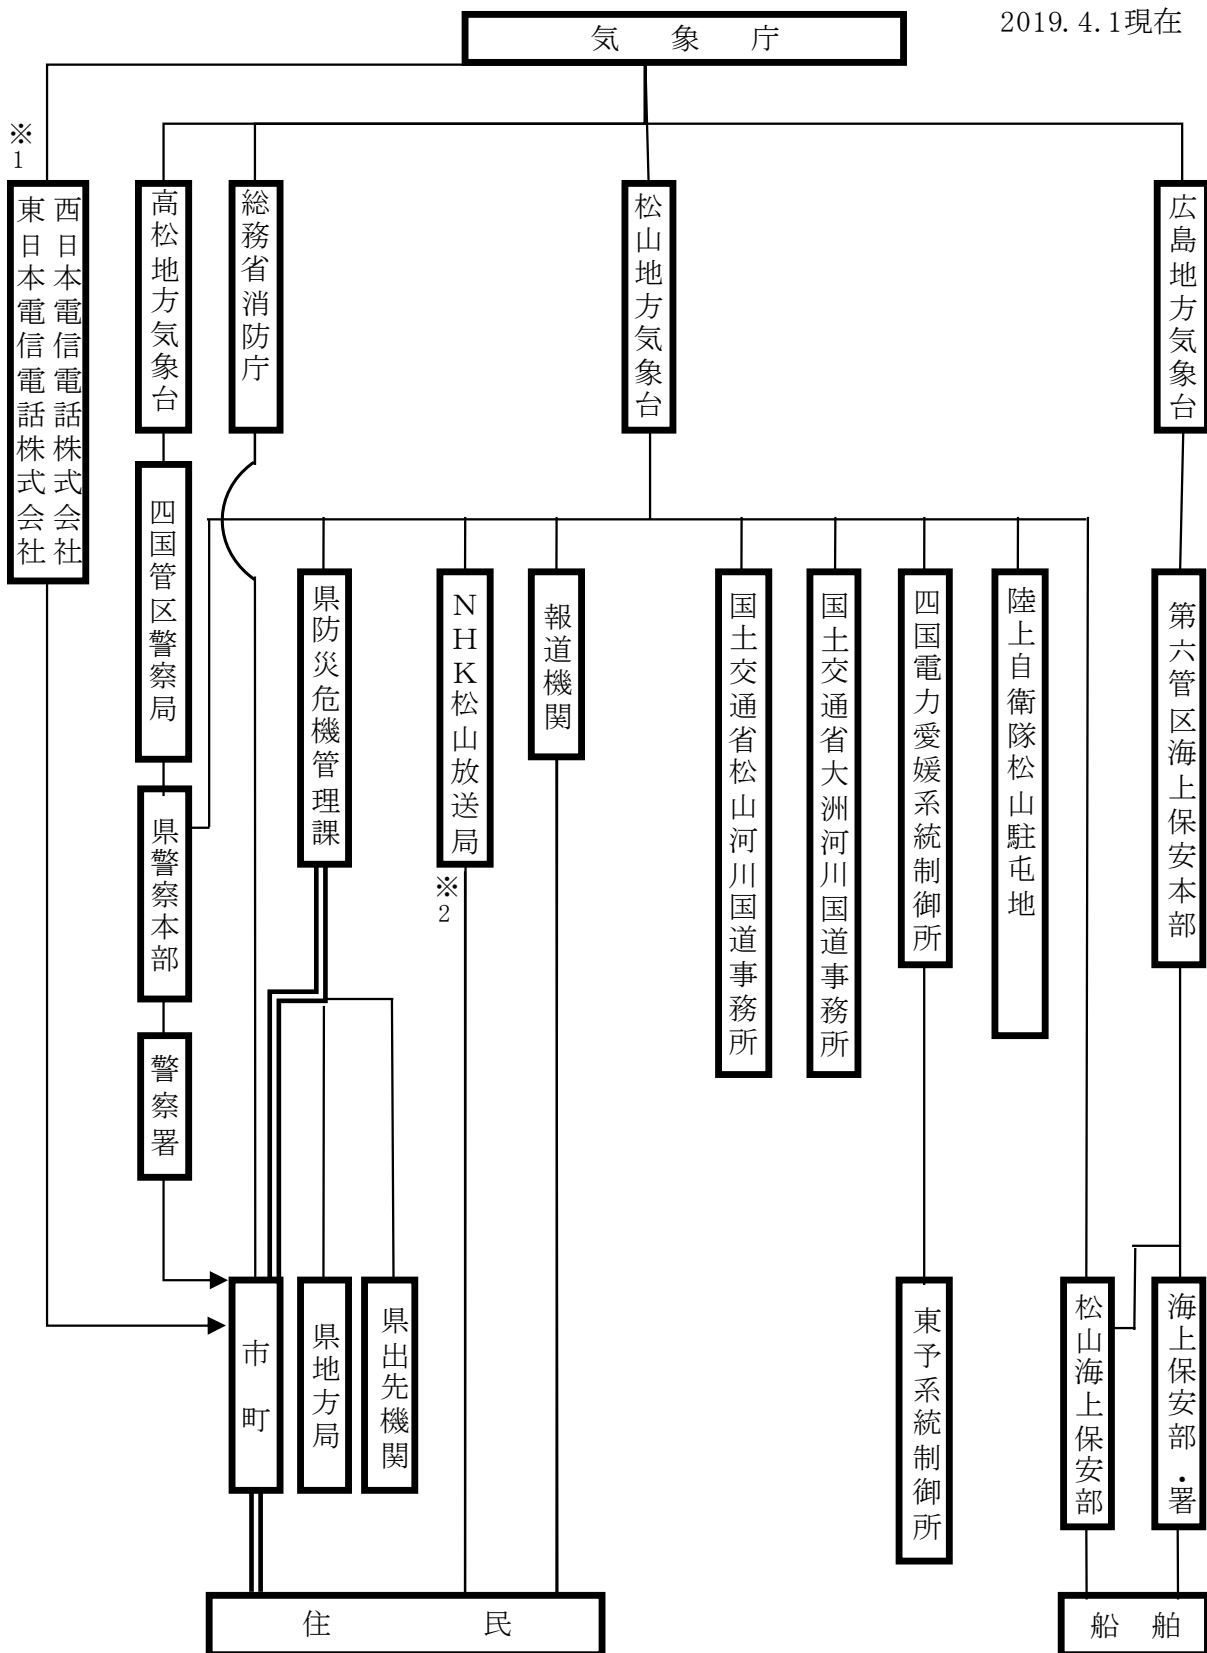 2019.4.1現在
気象庁
※1
西日本電信電話株式会社
東日本電信電話株式会社
高松地方気象台
総務省消防庁
松山地方気象台
広島地方気象台
四国管区警察局
県警察本部
警察署
県防災危機管理課
NHK松山放送局
※2
報道機関
国土交通省松山河川国道事務所
国土交通省大洲河川国道事務所
四国電力愛媛系統制御所
陸上自衛隊松山駐屯地
第六管区海上保安本部
市町
県地方局
県出先機関
東予系統制御所
松山海上保安部
海上保安部・署
住民
船舶